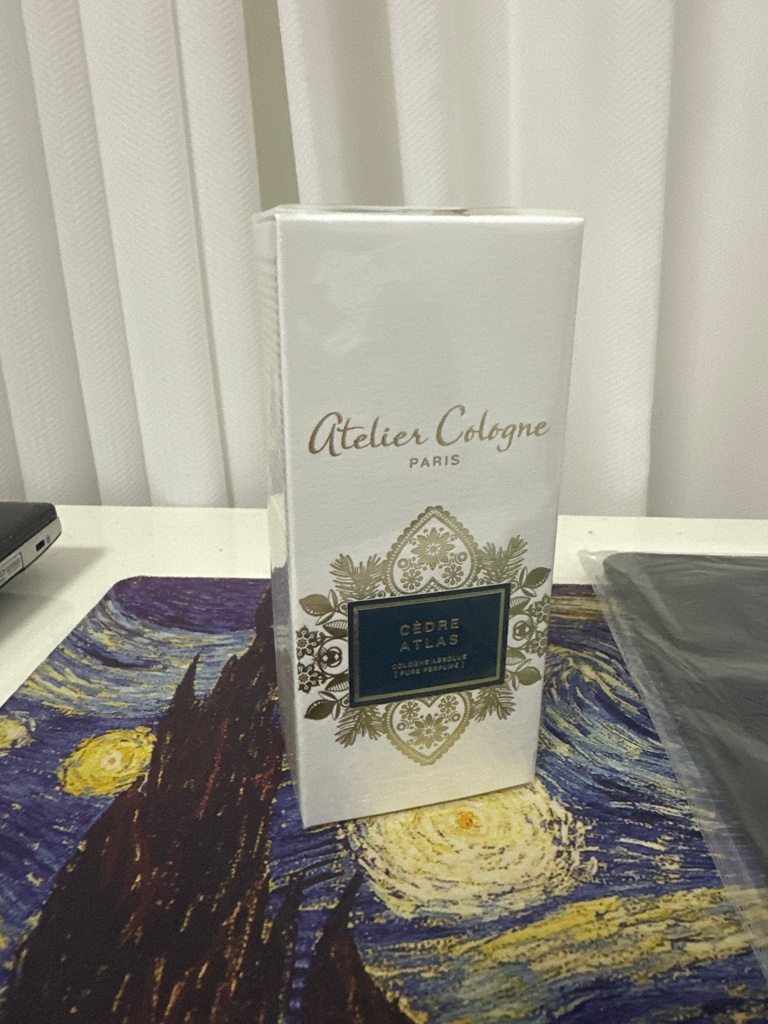 Atelier Cologne
PARIS
CÈDRE
ATLAS
COLOGNE ABSOLUE
[ PURE PERFUME ]